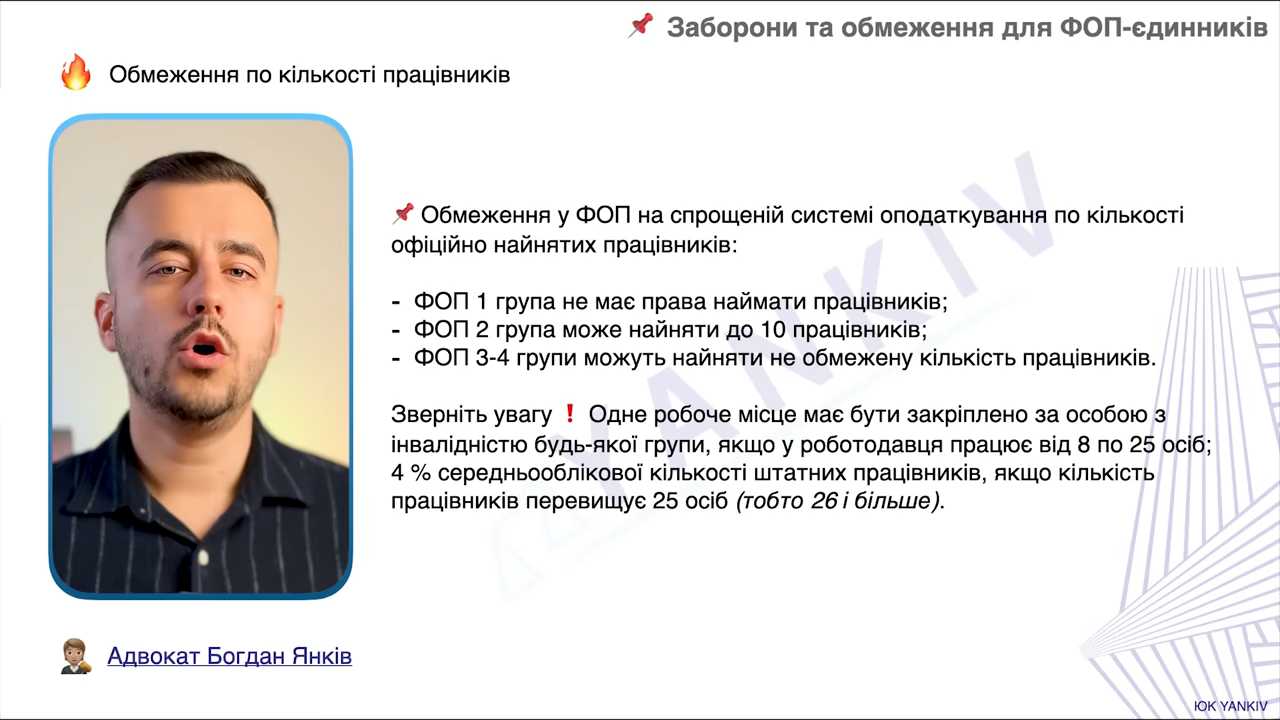 📌 Заборони та обмеження для ФОП-єдинників
🔥 Обмеження по кількості працівників
📌 Обмеження у ФОП на спрощеній системі оподаткування по кількості
офіційно найнятих працівників:
- ФОП 1 група не має права наймати працівників;
- ФОП 2 група може найняти до 10 працівників;
- ФОП 3-4 групи можуть найняти не обмежену кількість працівників.
Зверніть увагу ❗ Одне робоче місце має бути закріплено за особою з
інвалідністю будь-якої групи, якщо у роботодавця працює від 8 по 25 осіб;
4 % середньооблікової кількості штатних працівників, якщо кількість
працівників перевищує 25 осіб (тобто 26 і більше).
YANKIV
Адвокат Богдан Янків
ЮК YANKIV